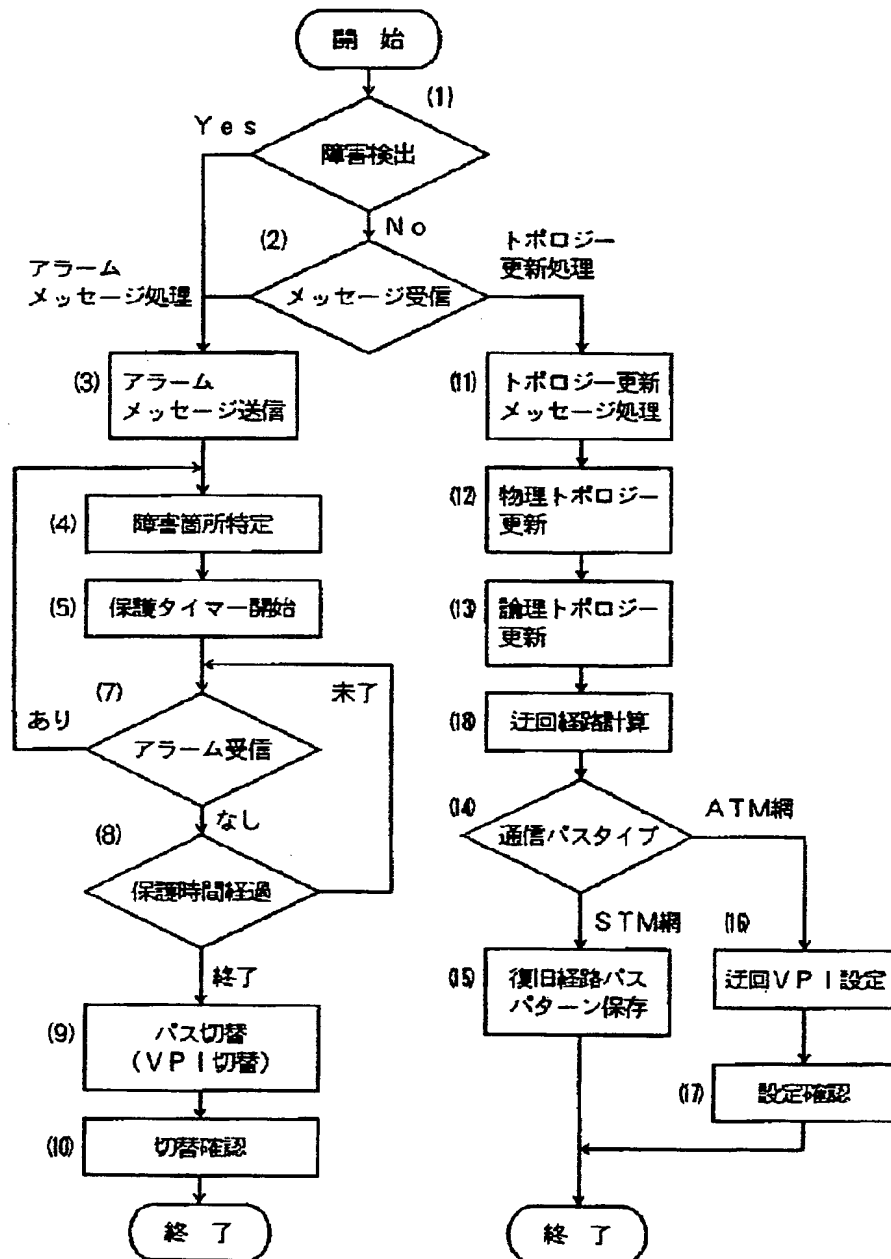 開 始
(1)
Yes
障害検出
No
(2)
トポロジー
更新処理
アラーム
メッセージ処理
メッセージ受信
(3)
アラーム
メッセージ送信
(11)
トポロジー更新
メッセージ処理
(4)
障害箇所特定
(12)
物理トポロジー
更新
(5)
保護タイマー開始
(13)
論理トポロジー
更新
(7)
未了
あり
アラーム受信
(18)
迂回経路計算
なし
(8)
(14)
通信パスタイプ
ATM網
保護時間経過
STM網
(16)
終了
(15)
復旧経路パス
パターン保存
迂回VPI設定
(9)
パス切替
(VPI切替)
(17)
設定確認
(10)
切替確認
終 了
終 了